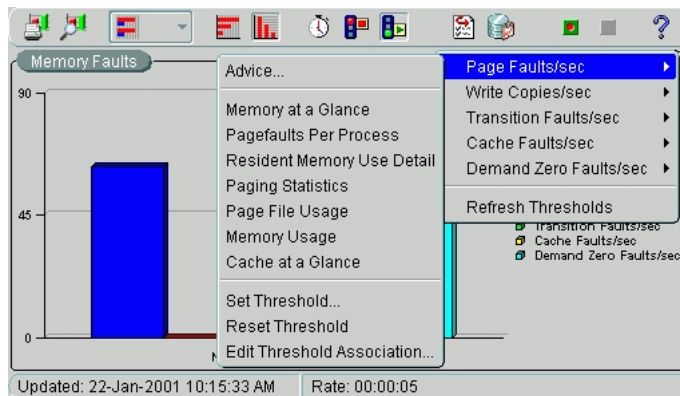 ?
Memory Faults
90
45
0
N
Advice...
Memory at a Glance
Pagefaults Per Process
Resident Memory Use Detail
Paging Statistics
Page File Usage
Memory Usage
Cache at a Glance
Set Threshold...
Reset Threshold
Edit Threshold Association...
Page Faults/sec
Write Copies/sec
Transition Faults/sec
Cache Faults/sec
Demand Zero Faults/sec
Refresh Thresholds
Transition Faults/sec
Cache Faults/sec
Demand Zero Faults/sec
Updated: 22-Jan-2001 10:15:33 AM
Rate: 00:00:05